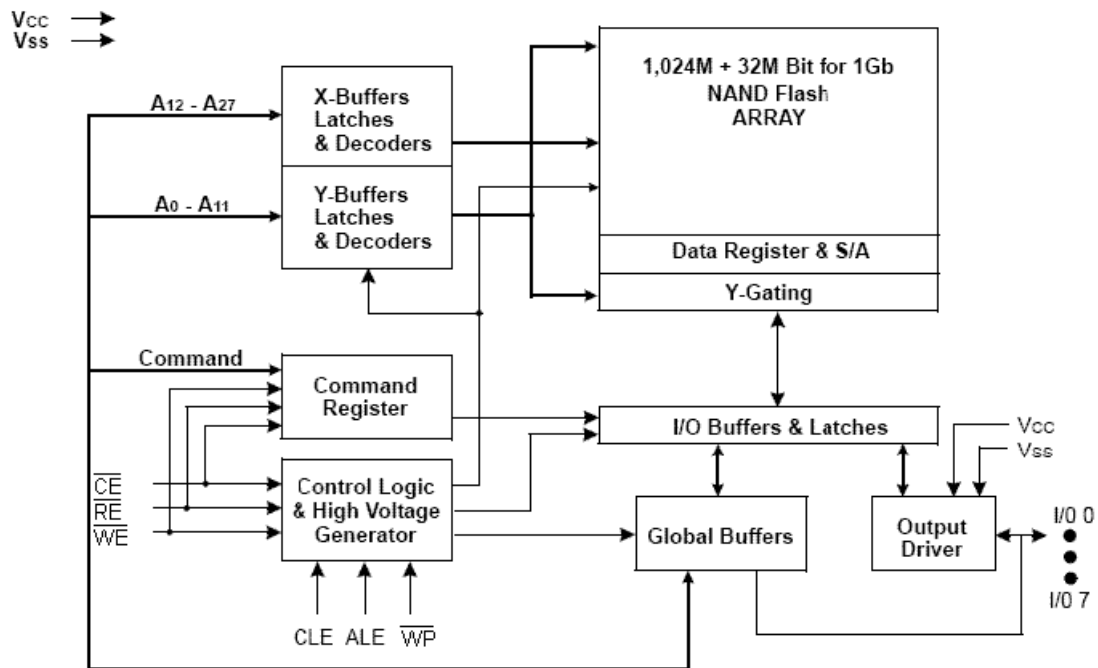 Vcc
Vss
1,024M + 32M Bit for 1Gb
NAND Flash
ARRAY
A12 - A27
X-Buffers
Latches
& Decoders
A0 - A11
Y-Buffers
Latches
& Decoders
Data Register & S/A
Y-Gating
Command
Command
Register
I/O Buffers & Latches
Vcc
Vss
CE
RE
WE
Control Logic
& High Voltage
Generator
Global Buffers
Output
Driver
I/0 0
I/0 7
CLE
ALE
WP